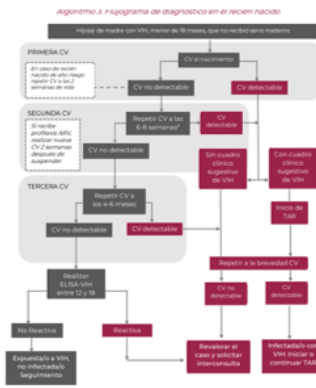 Algoritmo 3. Flujograma de diagnóstico en el recién nacido
Hijo(a) de madre con VIH, menor de 18 meses, que no recibió seno materno
PRIMERA CV
CV al nacimiento
En caso de recién
nacido de alto riesgo
repetir CV a las 2
semanas de vida
CV no detectable
CV
detectable
SEGUNDA CV
Repetir CV a las
6-8 semanas*
CV
detectable
Si recibe
profilaxis ARV,
realizar nueva
CV 2 semanas
después de
suspender
CV no detectable
Sin cuadro
clínico
sugestivo
de VIH
Con cuadro
clínico
sugestivo
de VIH
TERCERA CV
Repetir CV a
los 4-6 meses
Inicio de
TAR
CV no detectable
CV detectable
Repetir a la brevedad CV
Realizar
ELISA-VIH
entre 12 y 18
CV no
detectable
CV
detectable
No Reactiva
Reactiva
Expuesta/o a VIH,
no infectada/o
Seguimiento
Revalorar el
caso y solicitar
interconsulta
Infectada/o con
VIH: Iniciar o
continuar TAR